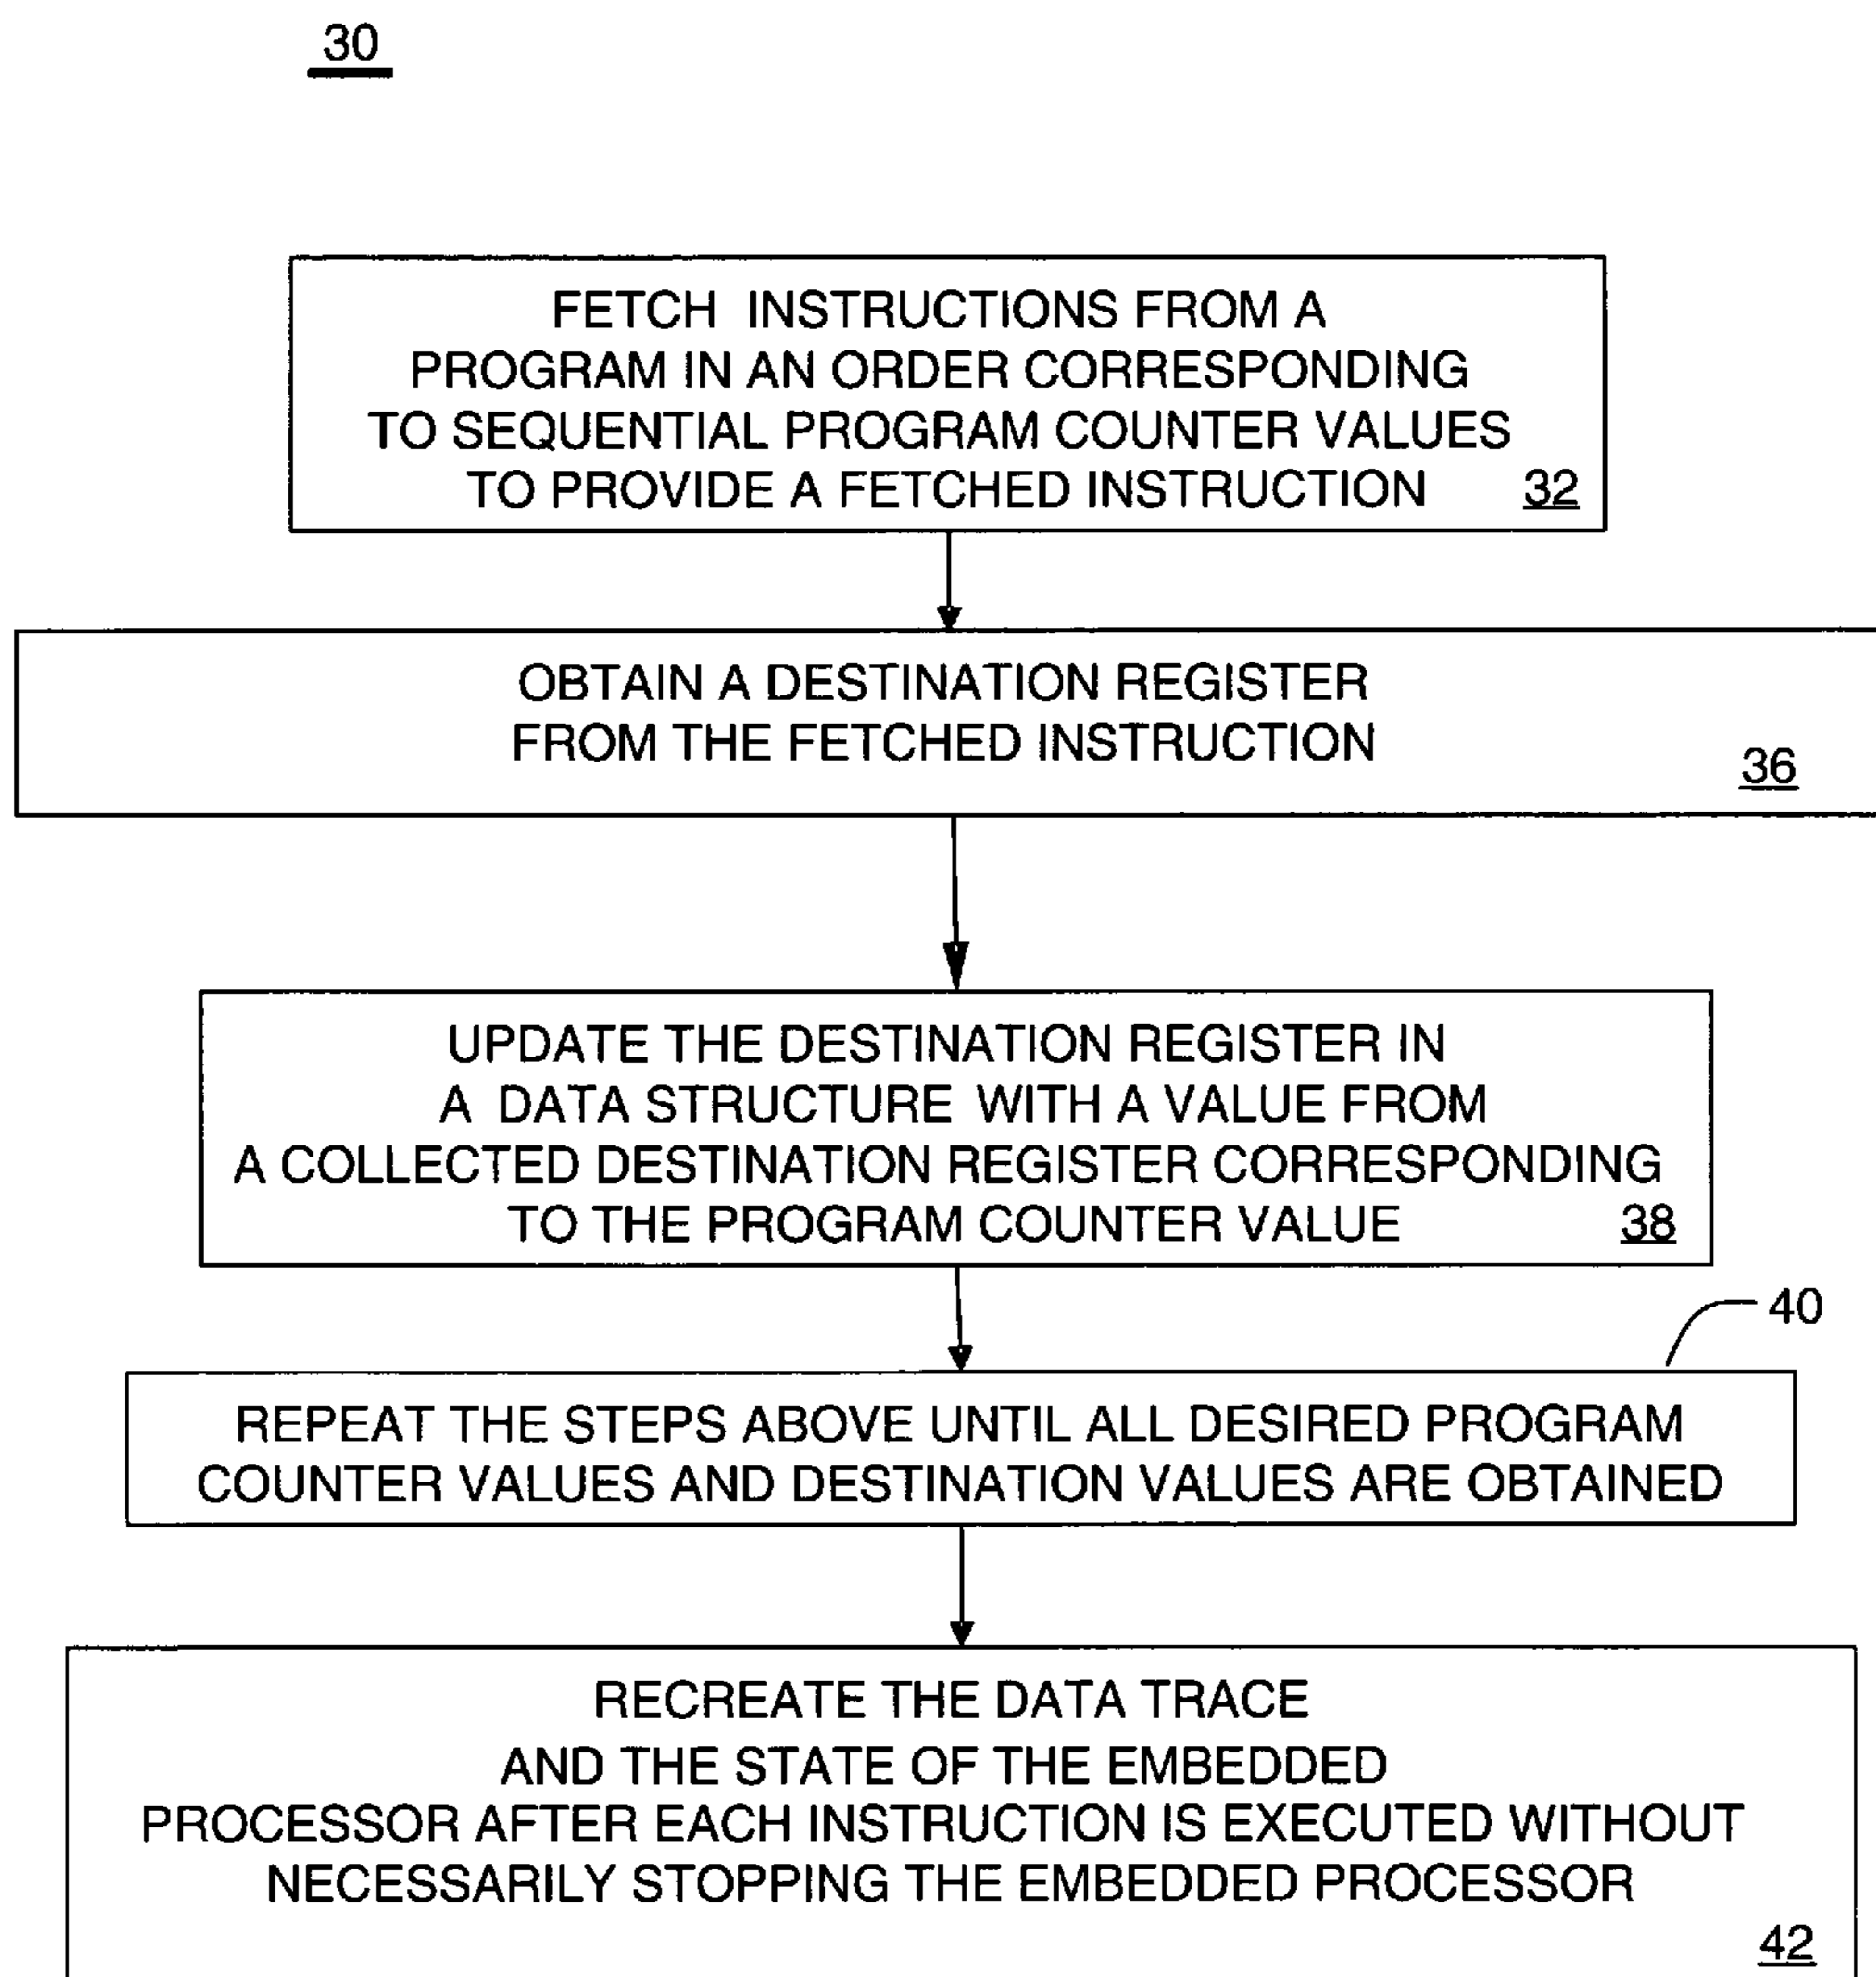 30
FETCH INSTRUCTIONS FROM A
PROGRAM IN AN ORDER CORRESPONDING
TO SEQUENTIAL PROGRAM COUNTER VALUES
TO PROVIDE A FETCHED INSTRUCTION 32
OBTAIN A DESTINATION REGISTER
FROM THE FETCHED INSTRUCTION
36
UPDATE THE DESTINATION REGISTER IN
A DATA STRUCTURE WITH A VALUE FROM
A COLLECTED DESTINATION REGISTER CORRESPONDING
TO THE PROGRAM COUNTER VALUE 38
40
REPEAT THE STEPS ABOVE UNTIL ALL DESIRED PROGRAM
COUNTER VALUES AND DESTINATION VALUES ARE OBTAINED
RECREATE THE DATA TRACE
AND THE STATE OF THE EMBEDDED
PROCESSOR AFTER EACH INSTRUCTION IS EXECUTED WITHOUT
NECESSARILY STOPPING THE EMBEDDED PROCESSOR
42